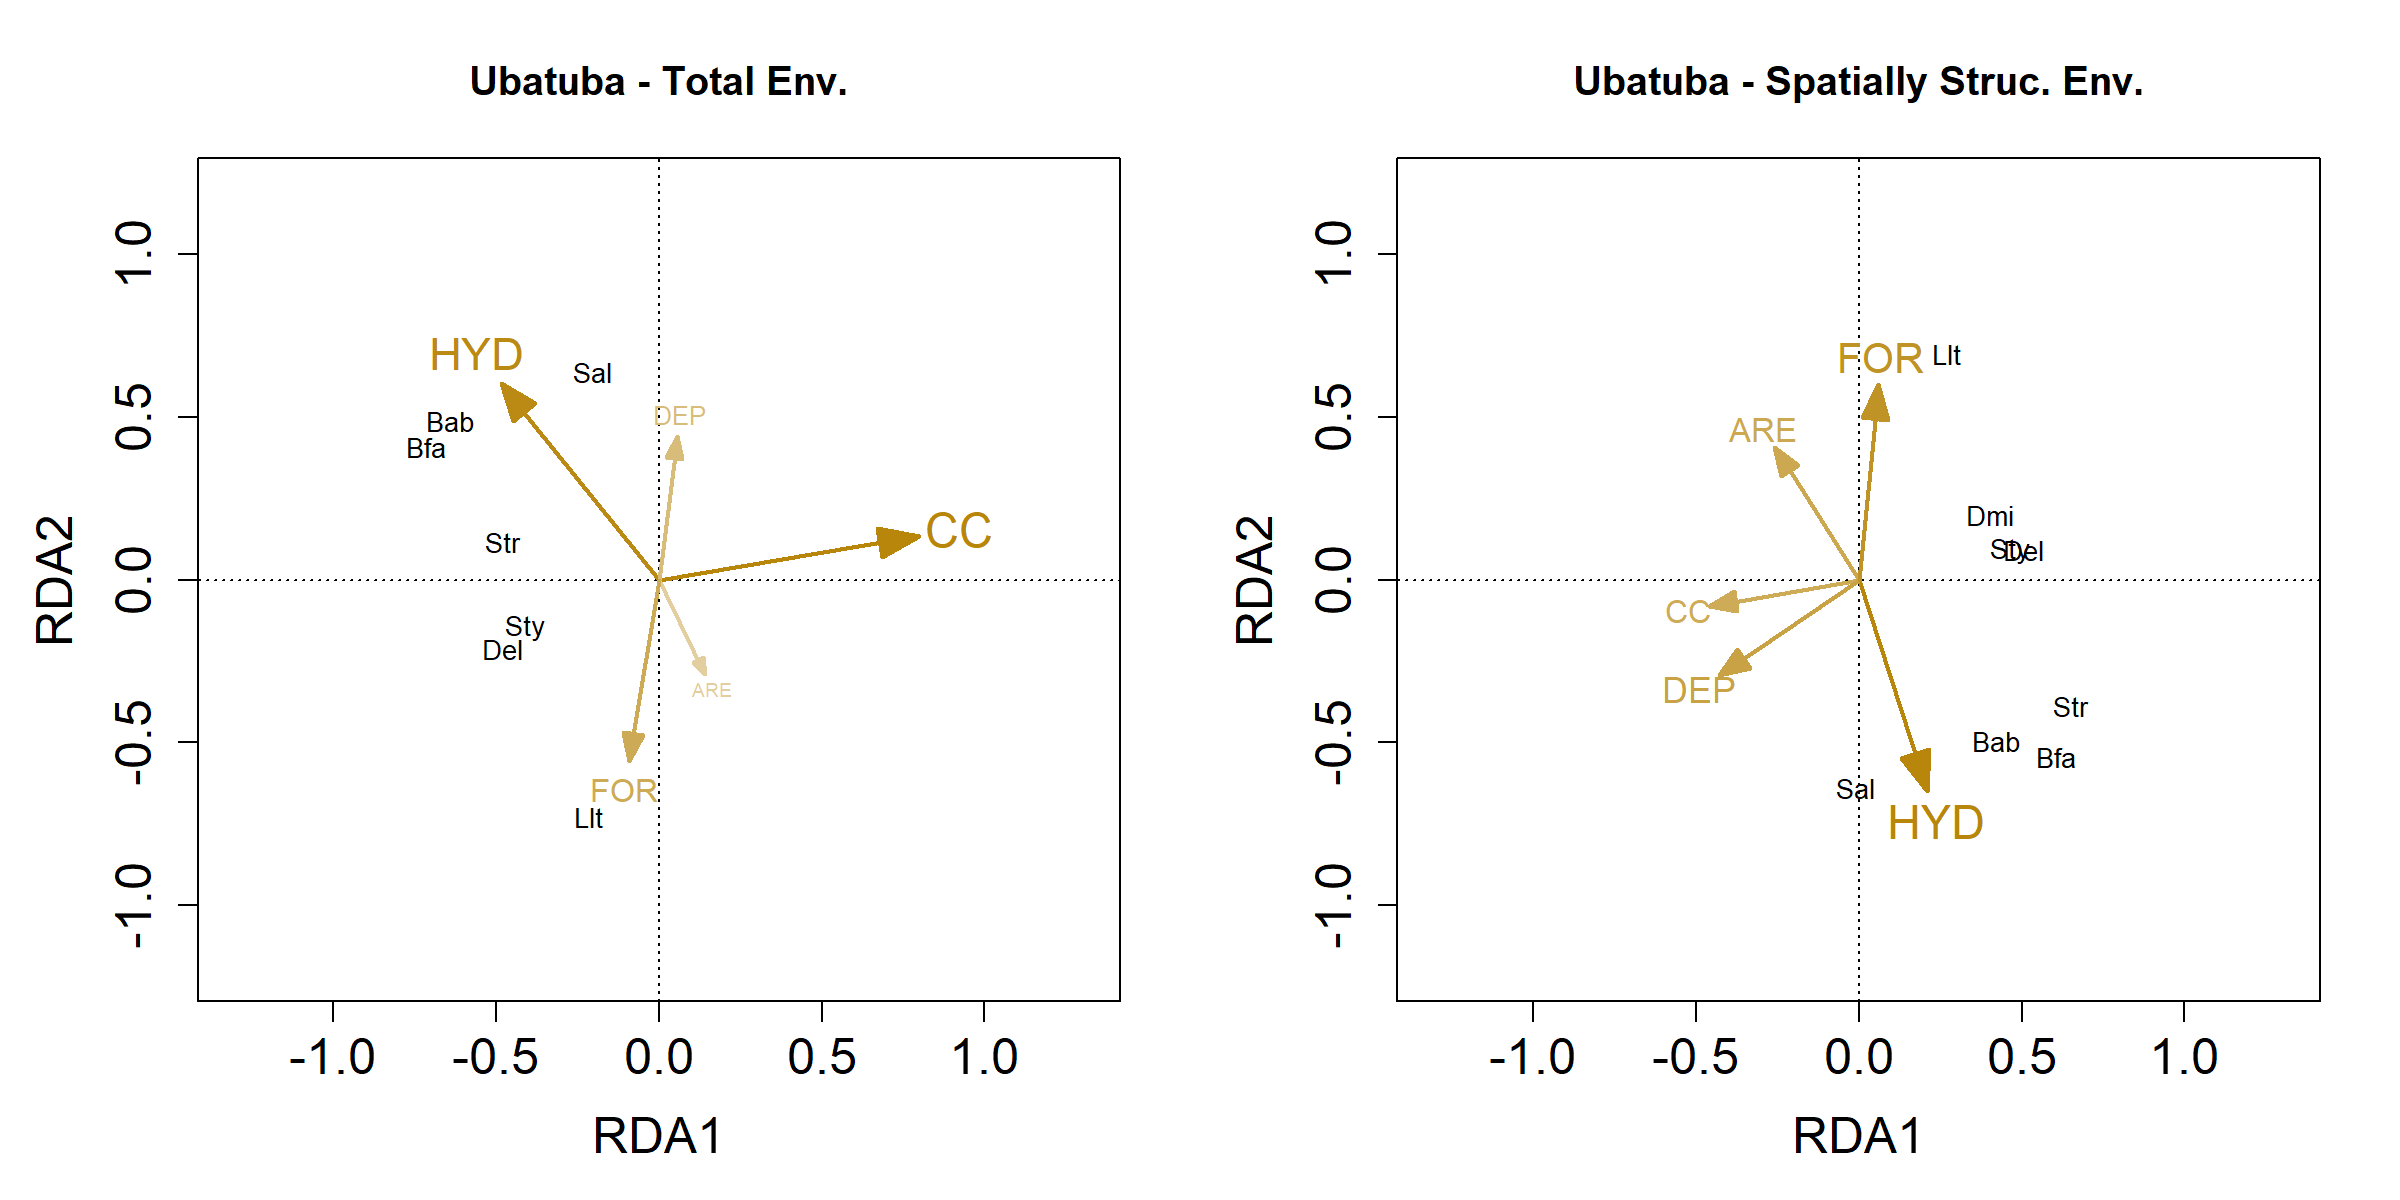 Ubatuba - Total Env.
1.0
0.5
0.0
-0.5
-1.0
RDA2
HYD
Sal
DEP
Bab
Bfa
CC
Str
Sty
Del
ARE
FOR
Llt
-1.0 -0.5 0.0 0.5 1.0
RDA1
Ubatuba - Spatially Struc. Env.
1.0
0.5
0.0
-0.5
-1.0
RDA2
FOR
Llt
ARE
Dmi
Sty
Del
CC
DEP
Str
Bab
Bfa
Sal
HYD
-1.0 -0.5 0.0 0.5 1.0
RDA1